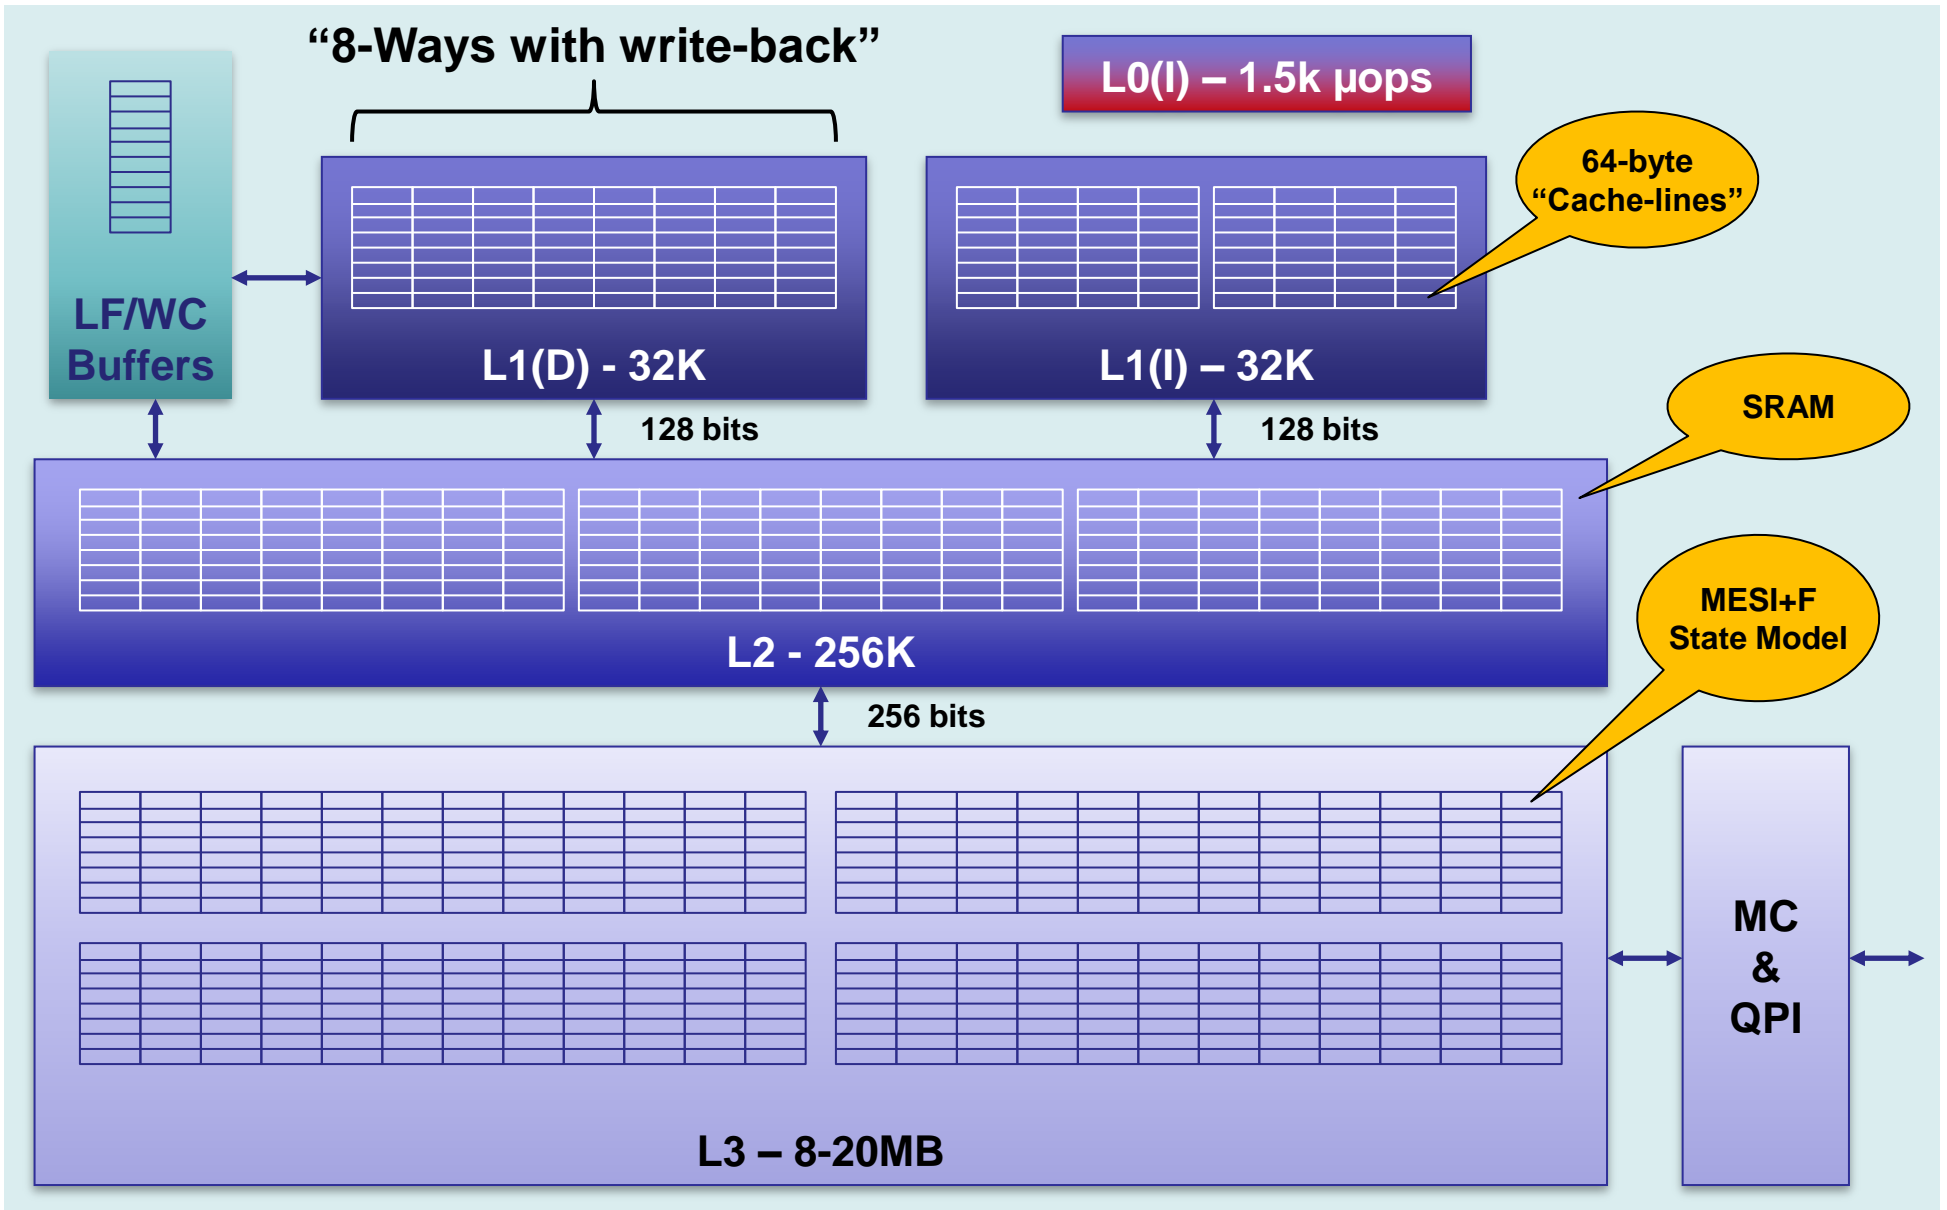 “8-Ways with write-back”
L0(I) – 1.5k µops
64-byte
“Cache-lines”
LF/WC
Buffers
L1(D) - 32K
L1(I) – 32K
128 bits
128 bits
SRAM
L2 - 256K
MESI+F
State Model
256 bits
MC
&
QPI
L3 – 8-20MB